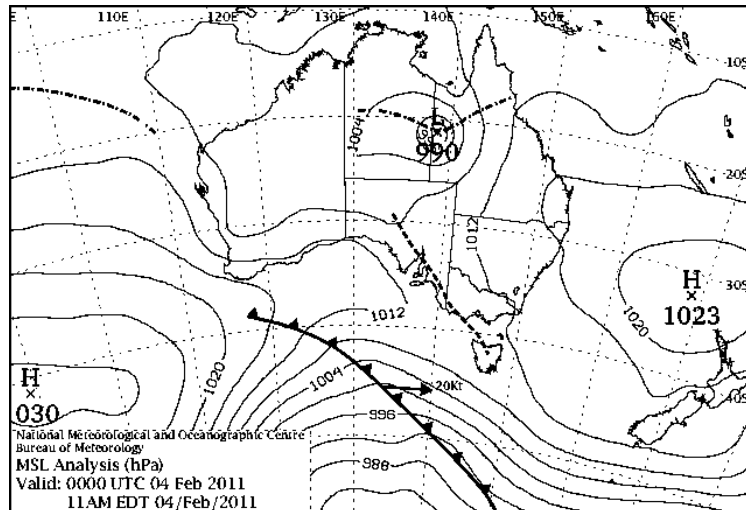 110E 120E 130E 140E 150E 160E
10S
20S
30S
40S
1004
L
990
1012
H
1023
1020
1012
1020
1004
20Kt
996
988
H
030
National Meteorological and Oceanographic Centre
Bureau of Meteorology
MSL Analysis (hPa)
Valid: 0000 UTC 04 Feb 2011
11AM EDT 04/Feb/2011